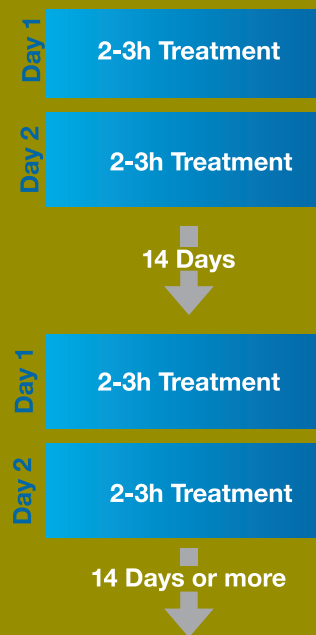 Day 1
2-3h Treatment
Day 2
2-3h Treatment
14 Days
Day 1
2-3h Treatment
Day 2
2-3h Treatment
14 Days or more